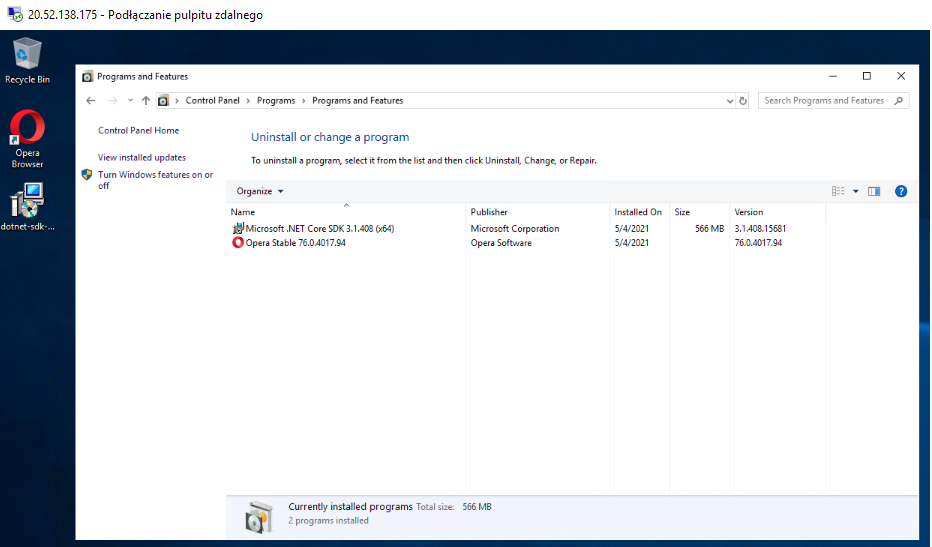 20.52.138.175 - Podłączanie pulpitu zdalnego
Recycle Bin
Opera
Browser
dotnet-sdk-...
Programs and Features
Control Panel > Programs > Programs and Features
Search Programs and Features
Control Panel Home
View installed updates
Turn Windows features on or
off
Uninstall or change a program
To uninstall a program, select it from the list and then click Uninstall, Change, or Repair.
Organize
Name Publisher Installed On Size Version
Microsoft .NET Core SDK 3.1.408 (x64) Microsoft Corporation 5/4/2021 566 MB 3.1.408.15681
Opera Stable 76.0.4017.94 Opera Software 5/4/2021 76.0.4017.94
Currently installed programs Total size: 566 MB
2 programs installed